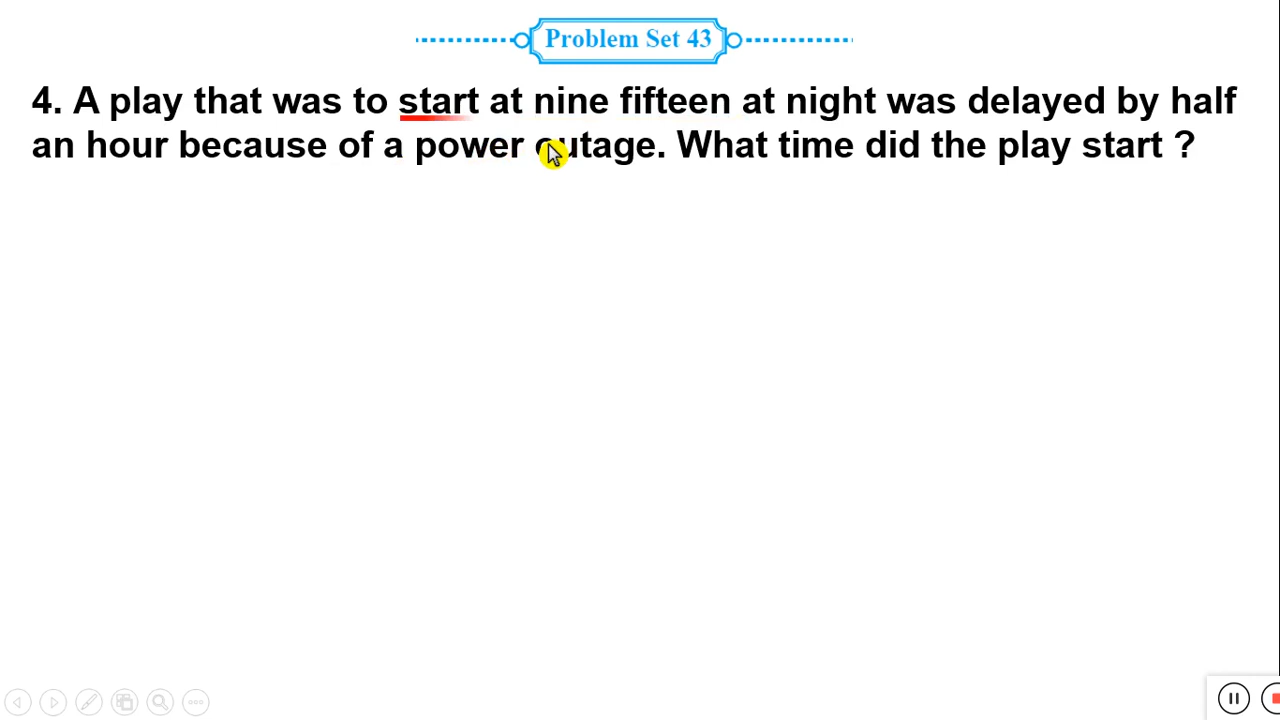 Problem Set 43
4. A play that was to start at nine fifteen at night was delayed by half
an hour because of a power outage. What time did the play start ?